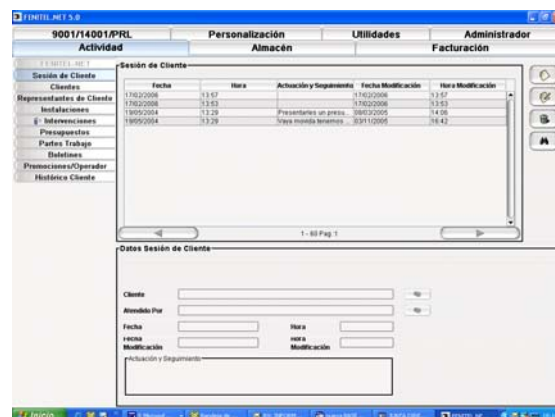 FENITEL.NET 5.0
9001/14001/PRL Personalización Utilidades Administrador
Actividad Almacén Facturación
FENITEL.NET
Sesión de Cliente
Clientes
Representantes de Cliente
Instalaciones
Intervenciones
Presupuestos
Partes Trabajo
Boletines
Promociones/Operador
Histórico Cliente
Sesión de Cliente
Fecha Hora Actuación y Seguimiento Fecha Modificación Hora Modificación
17/02/2006 13:57 17/02/2006 13:57
17/02/2006 13:53 17/02/2006 13:53
19/05/2004 13:29 Presentarles un presu... 08/03/2005 14:06
19/05/2004 13:29 Vaya movida tenemos ... 03/11/2005 16:42
1 - 60 Pag. 1
Datos Sesión de Cliente
Cliente
Atendido Por
Fecha Hora
Fecha Modificación Hora Modificación
Actuación y Seguimiento
Inicio